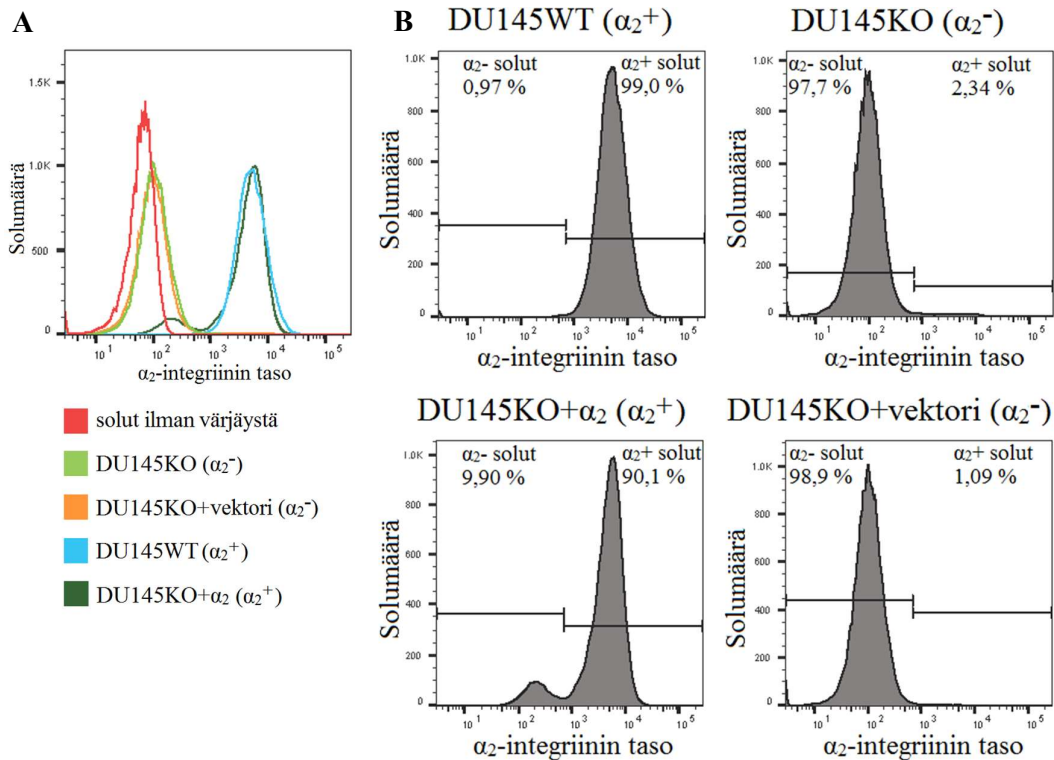 A
1.5K
1.0K
500
0
10¹ 10² 10³ 10⁴ 10⁵
Solumäärä
α₂-integriinin taso
solut ilman värjäystä
DU145KO (α₂⁻)
DU145KO+vektori (α₂⁻)
DU145WT (α₂⁺)
DU145KO+α₂ (α₂⁺)
B
DU145WT (α₂⁺)
α₂- solut α₂+ solut
0,97 % 99,0 %
1.0K
800
600
400
200
0
10¹ 10² 10³ 10⁴ 10⁵
Solumäärä
α₂-integriinin taso
DU145KO (α₂⁻)
α₂- solut α₂+ solut
97,7 % 2,34 %
1.0K
800
600
400
200
0
10¹ 10² 10³ 10⁴ 10⁵
Solumäärä
α₂-integriinin taso
DU145KO+α₂ (α₂⁺)
α₂- solut α₂+ solut
9,90 % 90,1 %
1.0K
800
600
400
200
0
10¹ 10² 10³ 10⁴ 10⁵
Solumäärä
α₂-integriinin taso
DU145KO+vektori (α₂⁻)
α₂- solut α₂+ solut
98,9 % 1,09 %
1.0K
800
600
400
200
0
10¹ 10² 10³ 10⁴ 10⁵
Solumäärä
α₂-integriinin taso